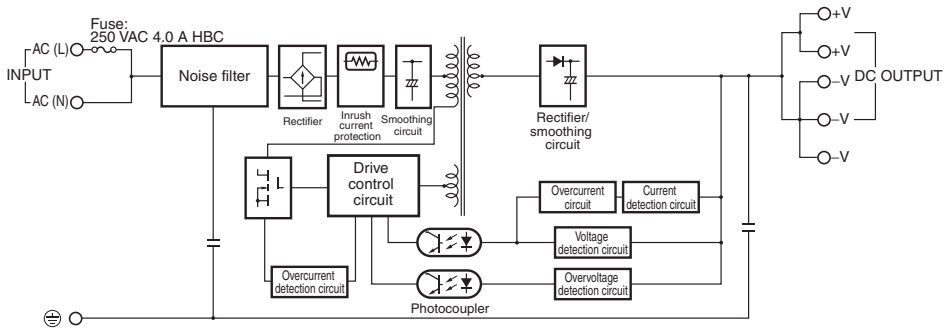 Fuse:
250 VAC 4.0 A HBC
AC (L)
INPUT
AC (N)
Noise filter
Rectifier
Inrush
current
protection
Smoothing
circuit
Rectifier/
smoothing
circuit
+V
+V
−V
DC OUTPUT
−V
−V
Drive
control
circuit
Overcurrent
circuit
Current
detection circuit
Voltage
detection circuit
Overcurrent
detection circuit
Overvoltage
detection circuit
Photocoupler